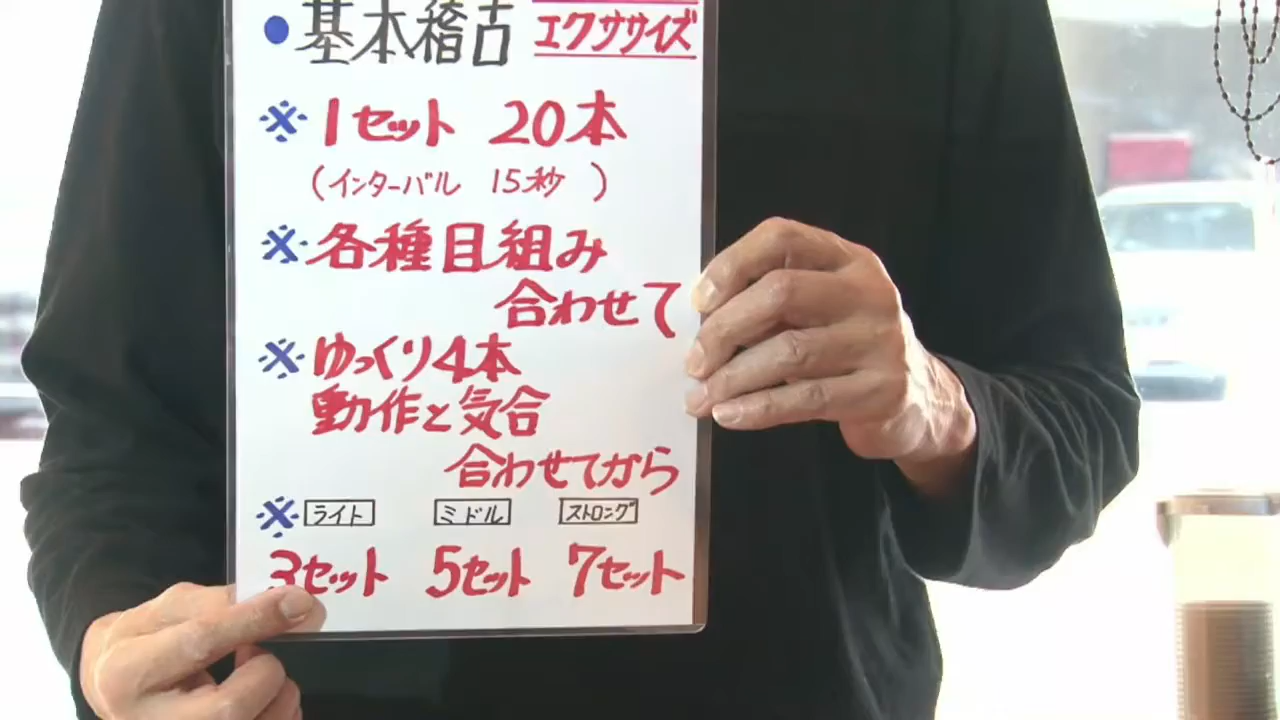 ●基本稽古 エクササイズ
※1セット 20本
(インターバル 15秒)
※各種目組み
合わせて
※ゆっくり4本
動作と気合
合わせてから
※ライト ミドル ストロング
3セット 5セット 7セット